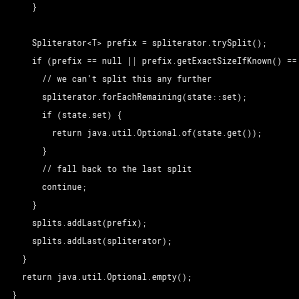 }
Spliterator<T> prefix = spliterator.trySplit();
if (prefix == null || prefix.getExactSizeIfKnown() ==
// we can't split this any further
spliterator.forEachRemaining(state::set);
if (state.set) {
return java.util.Optional.of(state.get());
}
// fall back to the last split
continue;
}
splits.addLast(prefix);
splits.addLast(spliterator);
}
return java.util.Optional.empty();
}